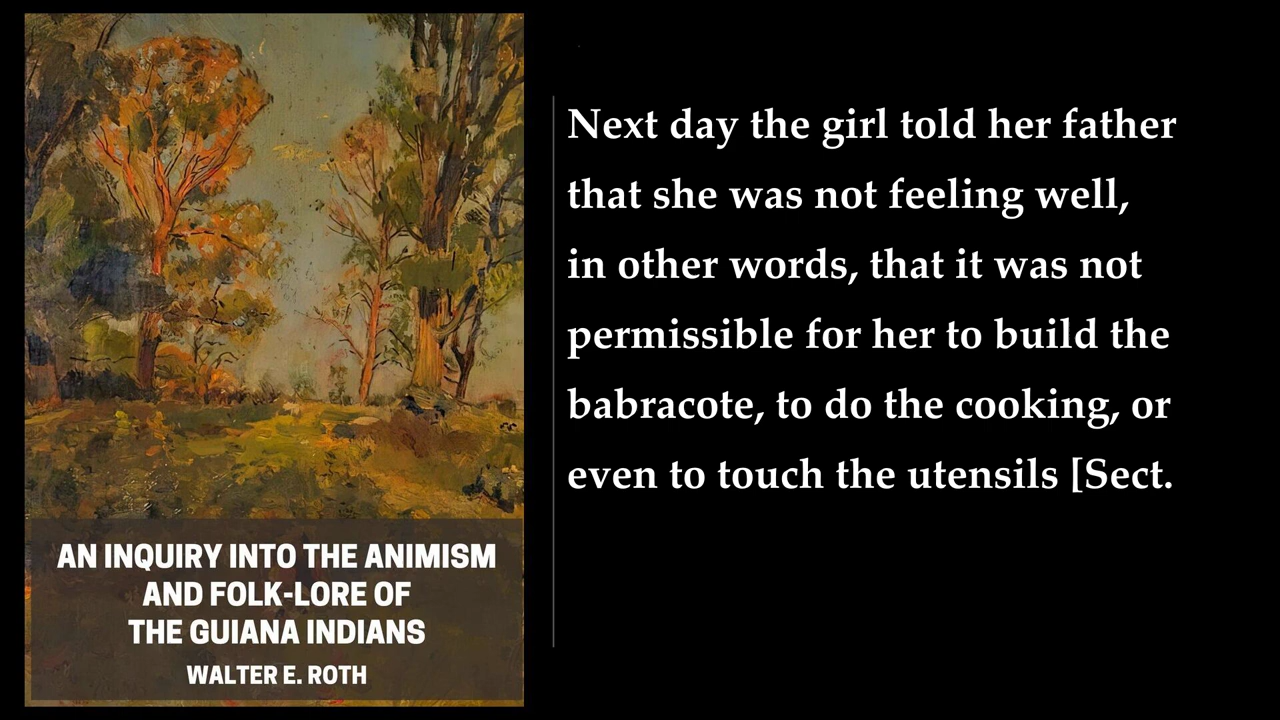 Next day the girl told her father
that she was not feeling well,
in other words, that it was not
permissible for her to build the
babracote, to do the cooking, or
even to touch the utensils [Sect.
AN INQUIRY INTO THE ANIMISM
AND FOLK-LORE OF
THE GUIANA INDIANS
WALTER E. ROTH